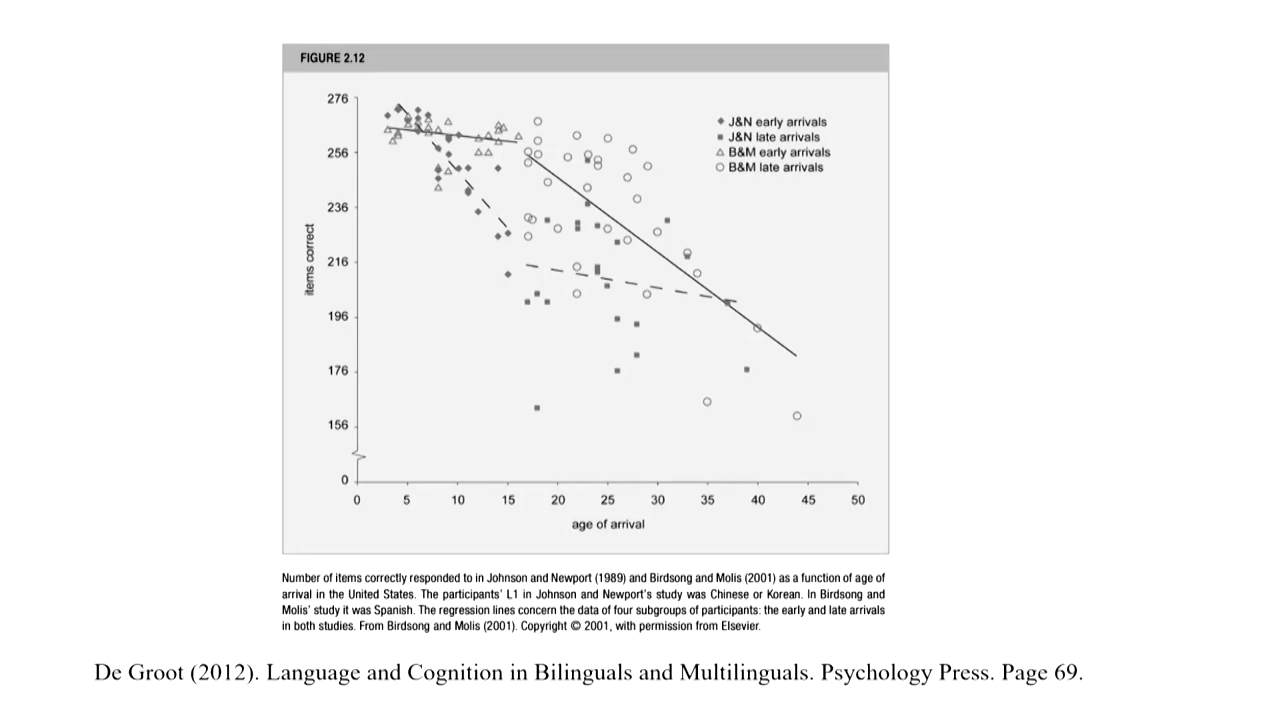 FIGURE 2.12
276
256
236
216
196
176
156
0
items correct
J&N early arrivals
J&N late arrivals
B&M early arrivals
B&M late arrivals
0 5 10 15 20 25 30 35 40 45 50
age of arrival
Number of items correctly responded to in Johnson and Newport (1989) and Birdsong and Molis (2001) as a function of age of
arrival in the United States. The participants' L1 in Johnson and Newport's study was Chinese or Korean. In Birdsong and
Molis' study it was Spanish. The regression lines concern the data of four subgroups of participants: the early and late arrivals
in both studies. From Birdsong and Molis (2001). Copyright © 2001, with permission from Elsevier.
De Groot (2012). Language and Cognition in Bilinguals and Multilinguals. Psychology Press. Page 69.